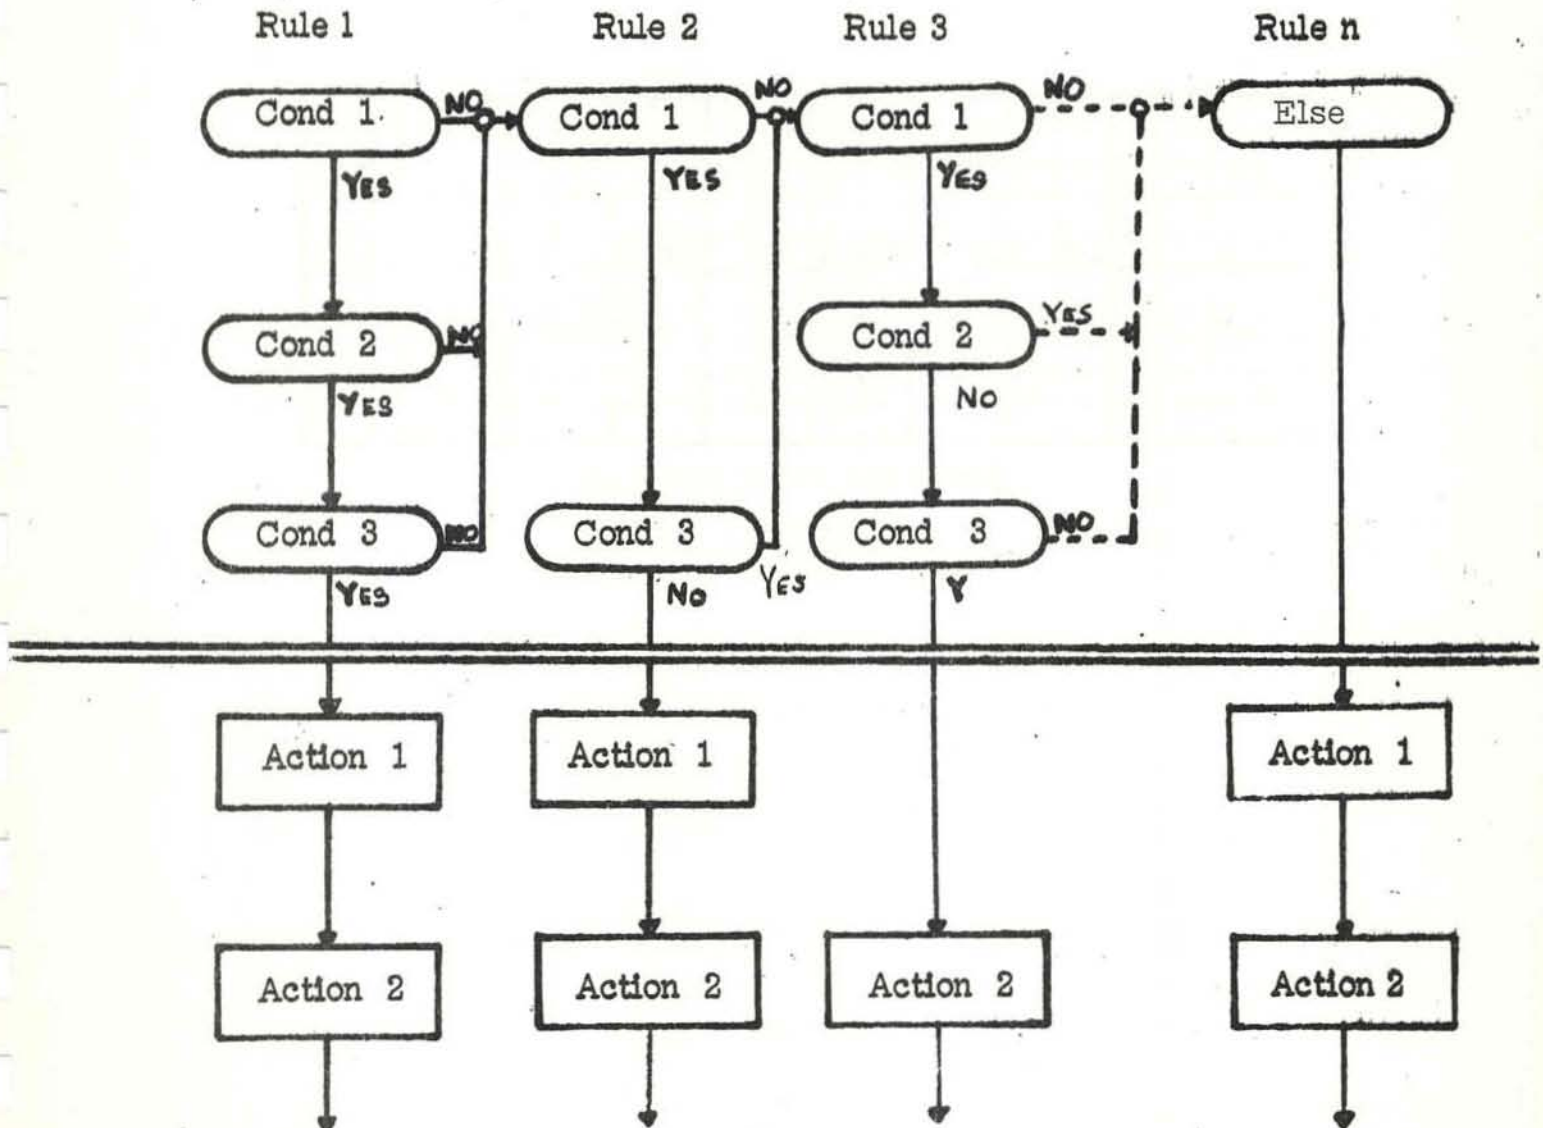 Rule 1 Rule 2 Rule 3 Rule n
Cond 1. NO Cond 1 NO Cond 1 NO Else
YES YES YES
Cond 2 NO Cond 2 YES
YES NO
Cond 3 NO Cond 3 YES Cond 3 NO
YES NO Y
Action 1 Action 1 Action 1
Action 2 Action 2 Action 2 Action 2